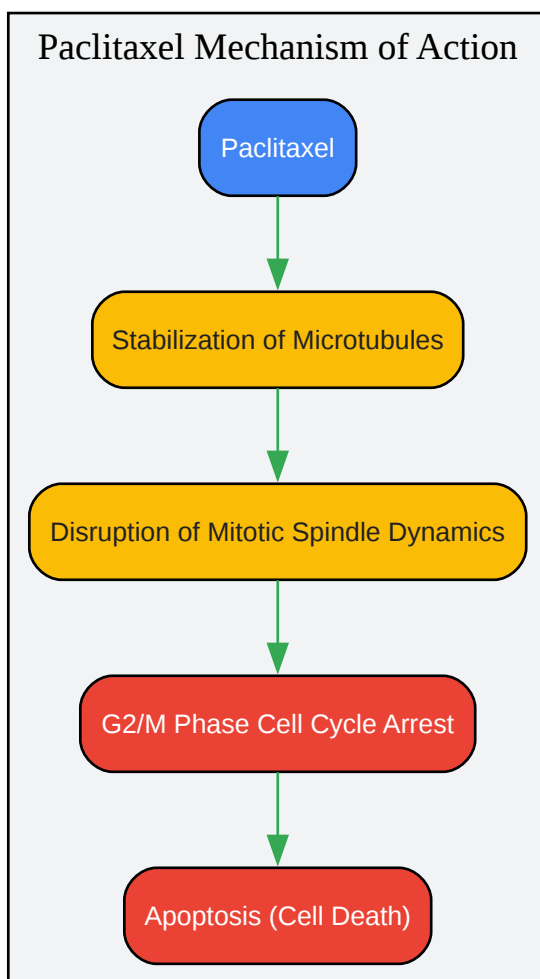 Paclitaxel Mechanism of Action
Paclitaxel
Stabilization of Microtubules
Disruption of Mitotic Spindle Dynamics
G2/M Phase Cell Cycle Arrest
Apoptosis (Cell Death)